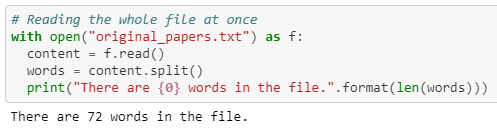 # Reading the whole file at once
with open("original_papers.txt") as f:
  content = f.read()
  words = content.split()
  print("There are {0} words in the file.".format(len(words)))
There are 72 words in the file.